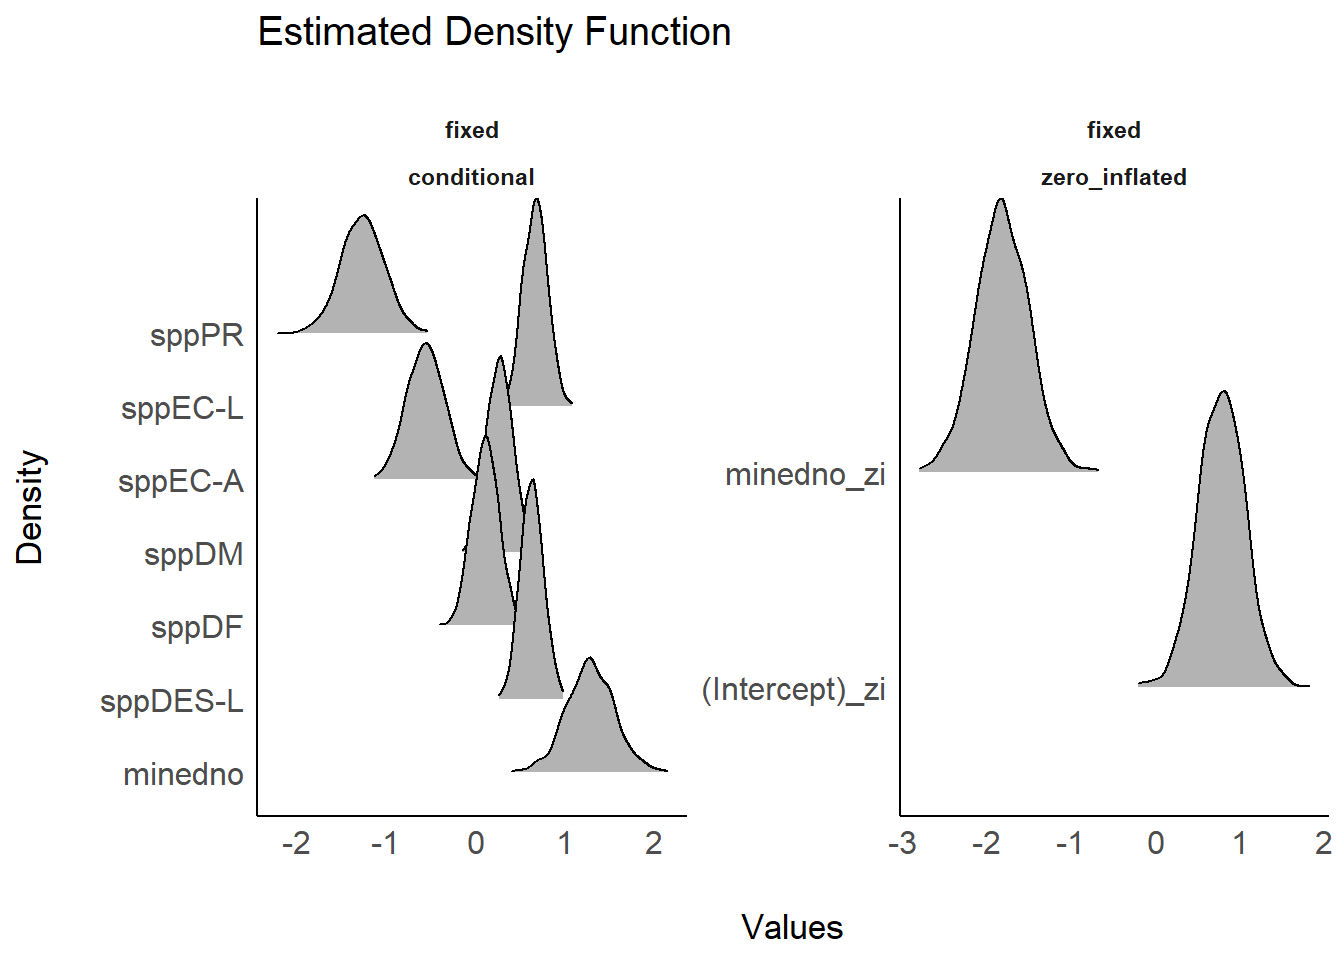 Estimated Density Function
fixed
conditional
fixed
zero_inflated
Density
sppPR
sppEC-L
sppEC-A
sppDM
sppDF
sppDES-L
minedno
minedno_zi
(Intercept)_zi
-2 -1 0 1 2
-3 -2 -1 0 1 2
Values